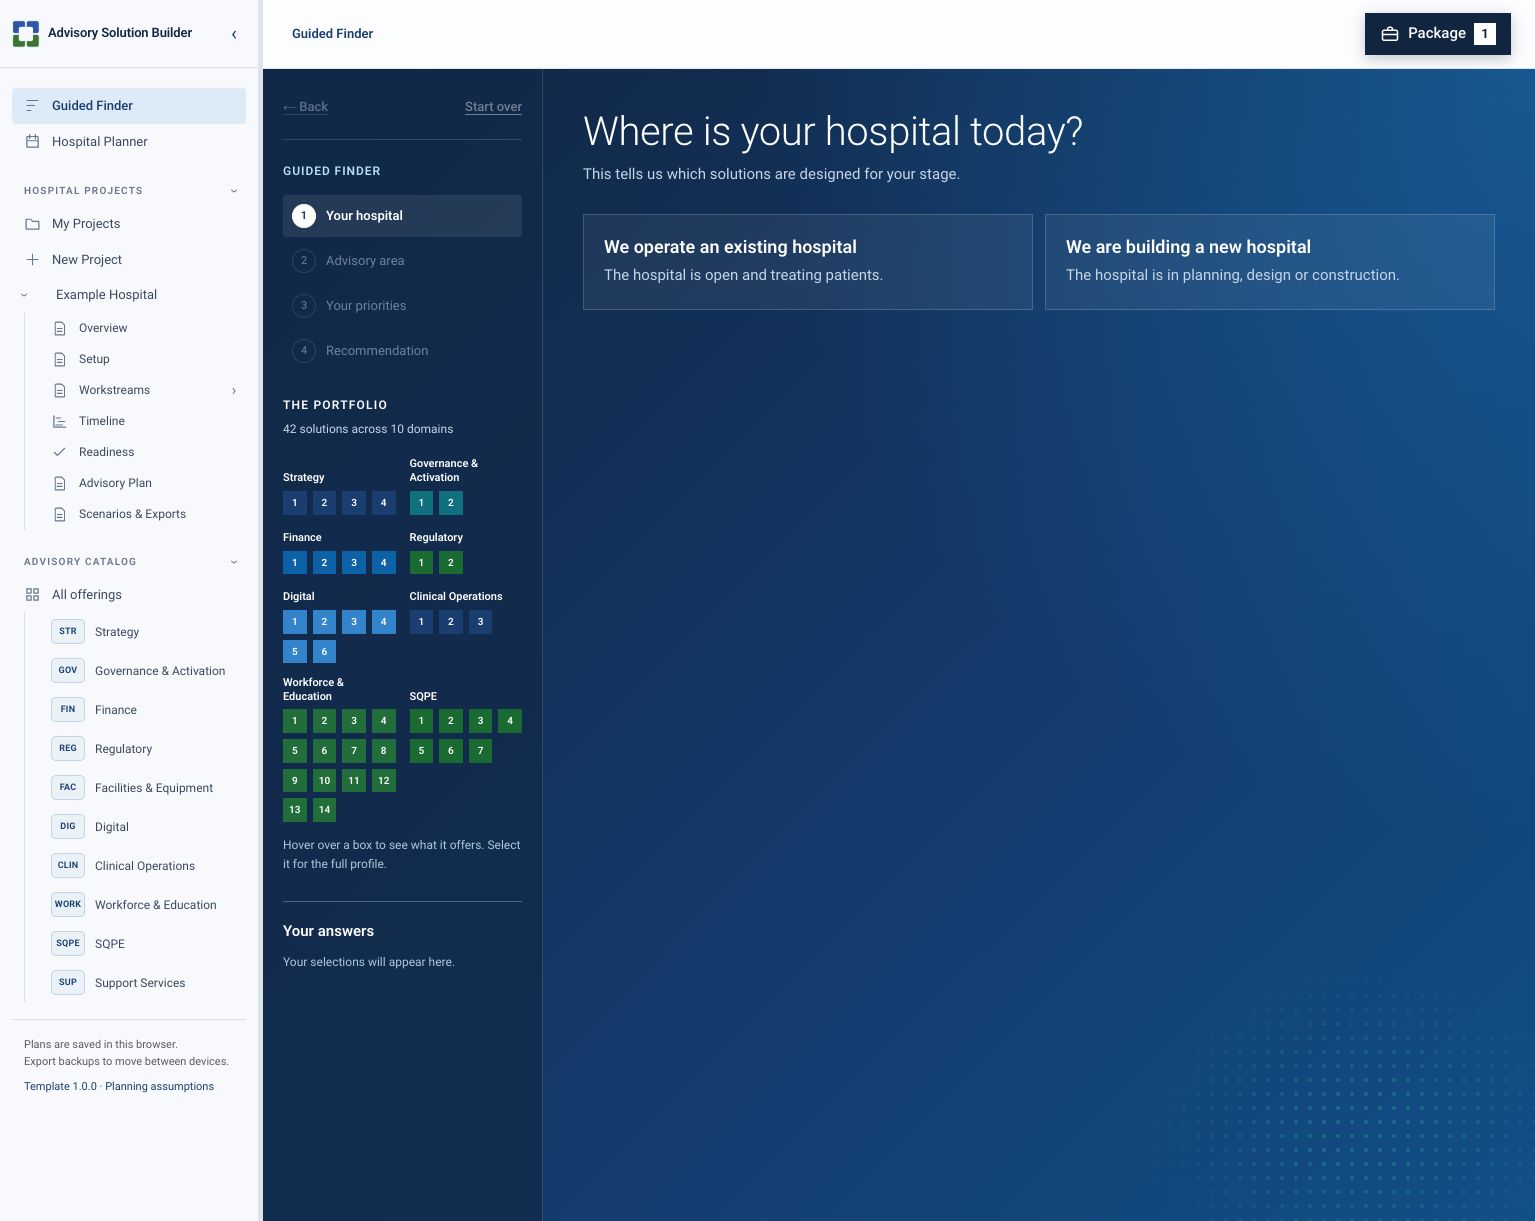 Advisory Solution Builder
Guided Finder
Hospital Planner
HOSPITAL PROJECTS
My Projects
New Project
Example Hospital
Overview
Setup
Workstreams
Timeline
Readiness
Advisory Plan
Scenarios & Exports
ADVISORY CATALOG
All offerings
STR Strategy
GOV Governance & Activation
FIN Finance
REG Regulatory
FAC Facilities & Equipment
DIG Digital
CLIN Clinical Operations
WORK Workforce & Education
SQPE SQPE
SUP Support Services
Plans are saved in this browser.
Export backups to move between devices.
Template 1.0.0 · Planning assumptions
Guided Finder
Package 1
← Back Start over
GUIDED FINDER
1 Your hospital
2 Advisory area
3 Your priorities
4 Recommendation
THE PORTFOLIO
42 solutions across 10 domains
Strategy
1 2 3 4
Governance &
Activation
1 2
Finance
1 2 3 4
Regulatory
1 2
Digital
1 2 3 4
5 6
Clinical Operations
1 2 3
Workforce &
Education
1 2 3 4
5 6 7 8
9 10 11 12
13 14
SQPE
1 2 3 4
5 6 7
Hover over a box to see what it offers. Select
it for the full profile.
Your answers
Your selections will appear here.
Where is your hospital today?
This tells us which solutions are designed for your stage.
We operate an existing hospital
The hospital is open and treating patients.
We are building a new hospital
The hospital is in planning, design or construction.